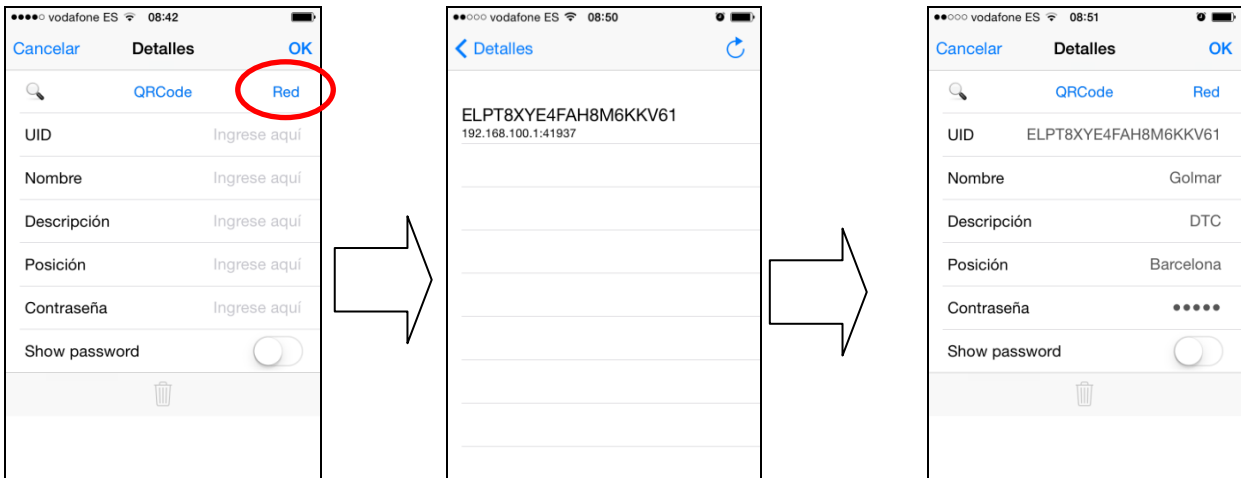 vodafone ES 08:42
Cancelar Detalles OK
QRCode Red
UID Ingrese aquí
Nombre Ingrese aquí
Descripción Ingrese aquí
Posición Ingrese aquí
Contraseña Ingrese aquí
Show password
vodafone ES 08:50
Detalles
ELPT8XYE4FAH8M6KKV61
192.168.100.1:41937
vodafone ES 08:51
Cancelar Detalles OK
QRCode Red
UID ELPT8XYE4FAH8M6KKV61
Nombre Golmar
Descripción DTC
Posición Barcelona
Contraseña •••••
Show password